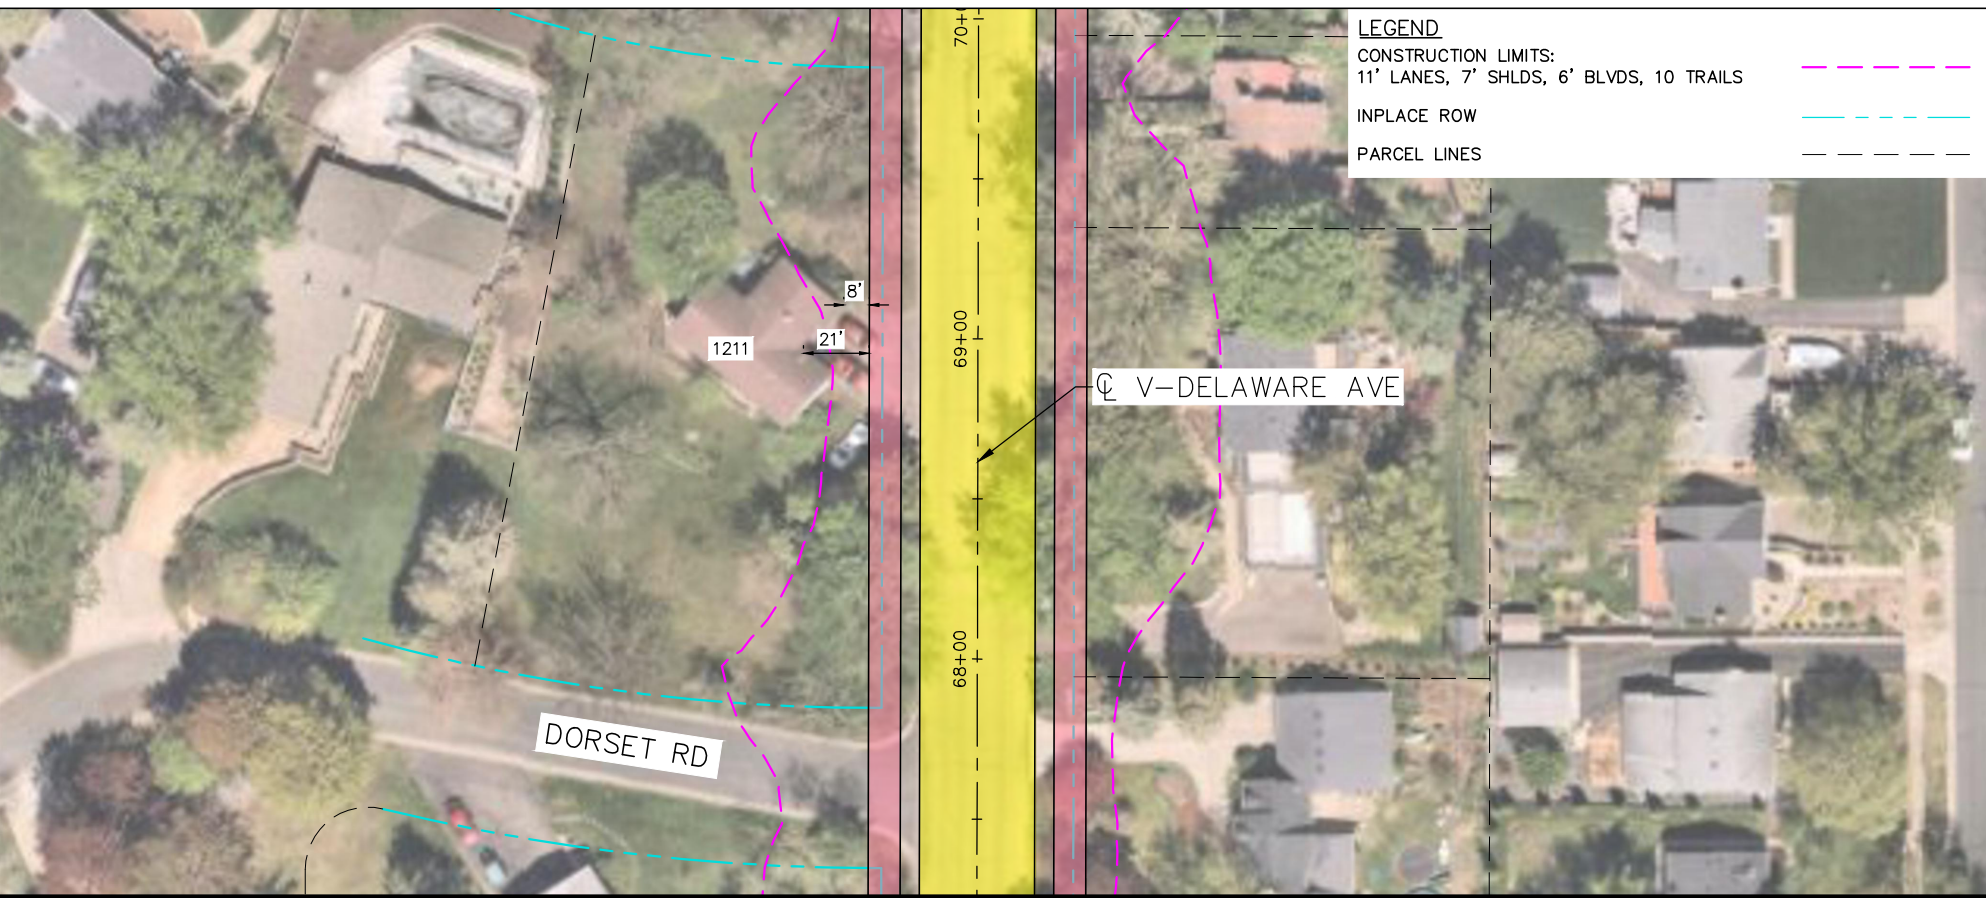 LEGEND
CONSTRUCTION LIMITS:
11' LANES, 7' SHLDS, 6' BLVDS, 10 TRAILS
INPLACE ROW
PARCEL LINES
8'
21'
1211
69+00
℄ V-DELAWARE AVE
68+00
DORSET RD